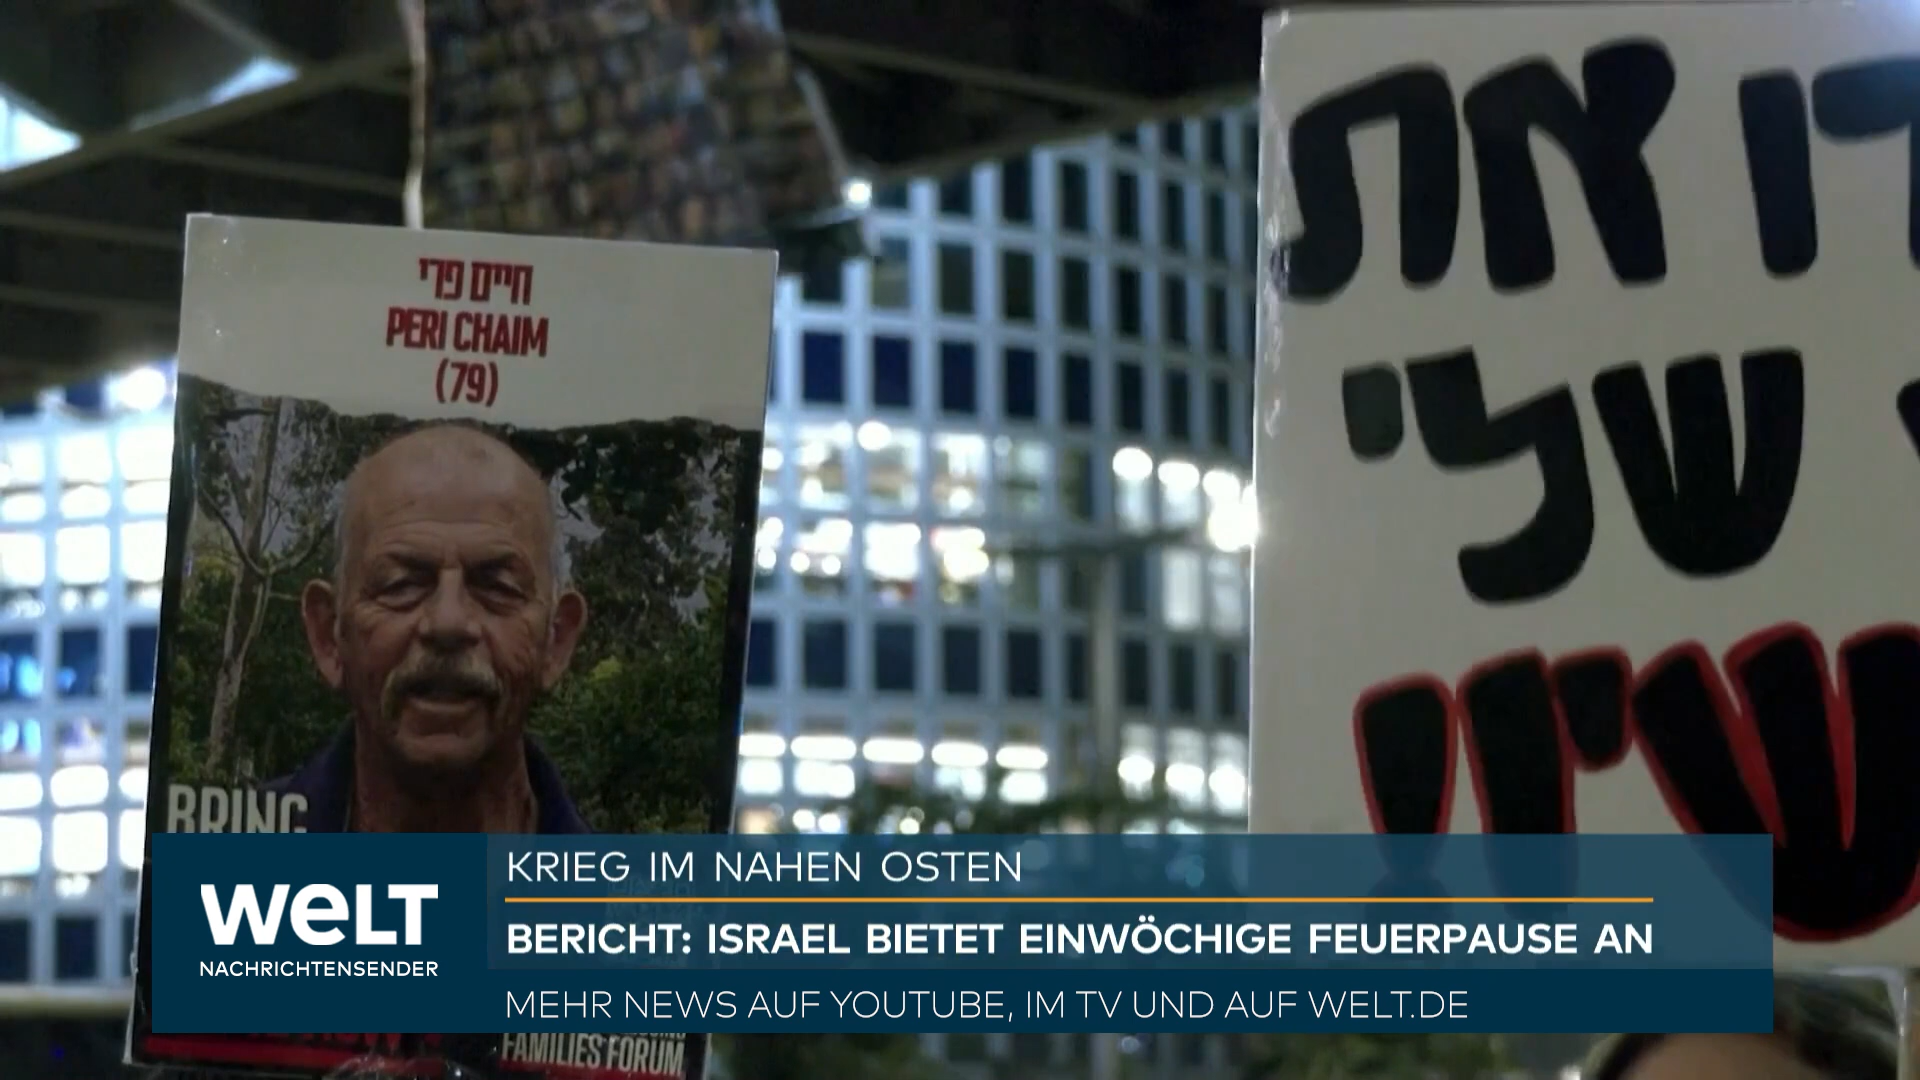 חיים פרי
PERI CHAIM
(79)
BRING
FAMILIES FORUM
את
שלי
KRIEG IM NAHEN OSTEN
BERICHT: ISRAEL BIETET EINWÖCHIGE FEUERPAUSE AN
MEHR NEWS AUF YOUTUBE, IM TV UND AUF WELT.DE
WELT
NACHRICHTENSENDER